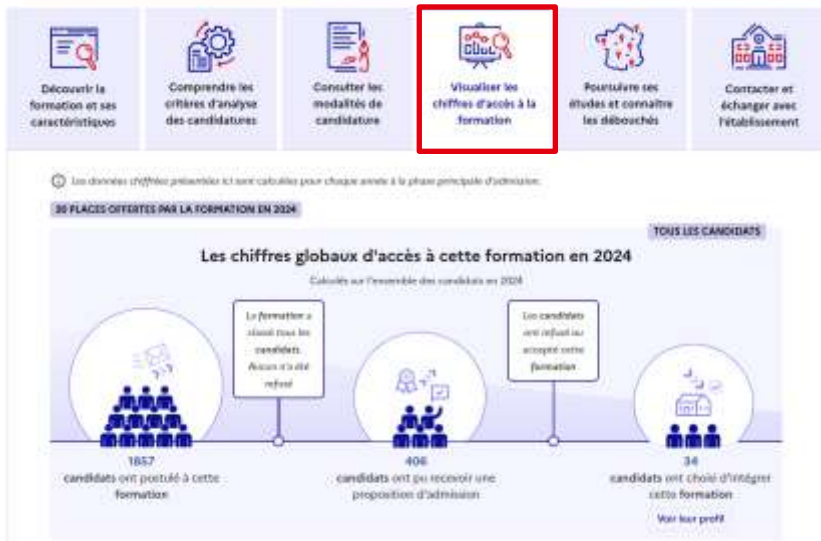 Découvrir la
formation et ses
caractéristiques
Comprendre les
critères d'analyse
des candidatures
Consulter les
modalités de
candidature
Visualiser les
chiffres d'accès à la
formation
Poursuivre ses
études et connaître
les débouchés
Contacter et
échanger avec
l'établissement
Les données chiffrées présentées ici sont calculées pour chaque année à la phase principale d'admission.
30 PLACES OFFERTES PAR LA FORMATION EN 2024
TOUS LES CANDIDATS
Les chiffres globaux d'accès à cette formation en 2024
Calculés sur l'ensemble des candidats en 2024
La formation a
classé tous les
candidats.
Aucun n'a été
refusé
Les candidats
ont refusé ou
accepté cette
formation
1857
candidats ont postulé à cette
formation
406
candidats ont pu recevoir une
proposition d'admission
34
candidats ont choisi d'intégrer
cette formation
Voir leur profil